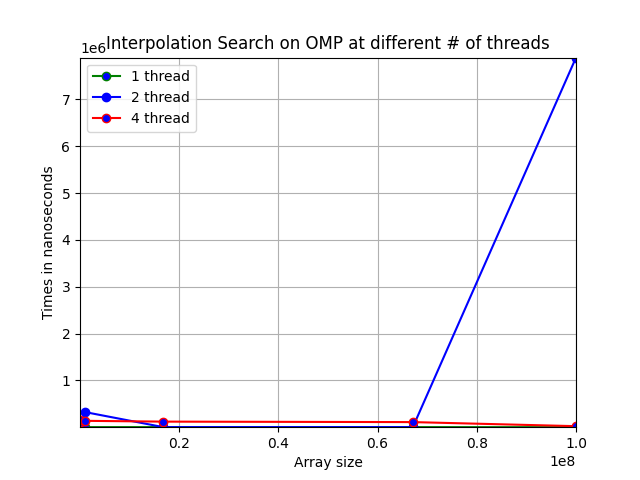 1e6
Interpolation Search on OMP at different # of threads
1 thread
2 thread
4 thread
7
6
5
4
3
2
1
Times in nanoseconds
0.2
0.4
0.6
0.8
1.0
Array size
1e8